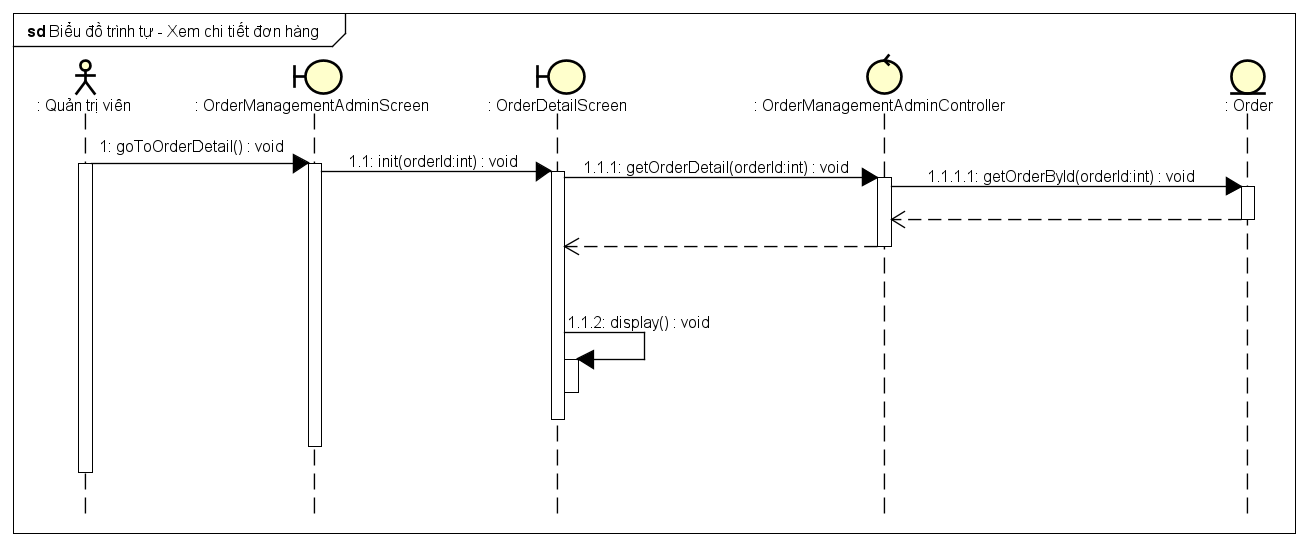 sd Biểu đồ trình tự - Xem chi tiết đơn hàng
: Quản trị viên
: OrderManagementAdminScreen
: OrderDetailScreen
: OrderManagementAdminController
: Order
1: goToOrderDetail() : void
1.1: init(orderId:int) : void
1.1.1: getOrderDetail(orderId:int) : void
1.1.1.1: getOrderById(orderId:int) : void
1.1.2: display() : void